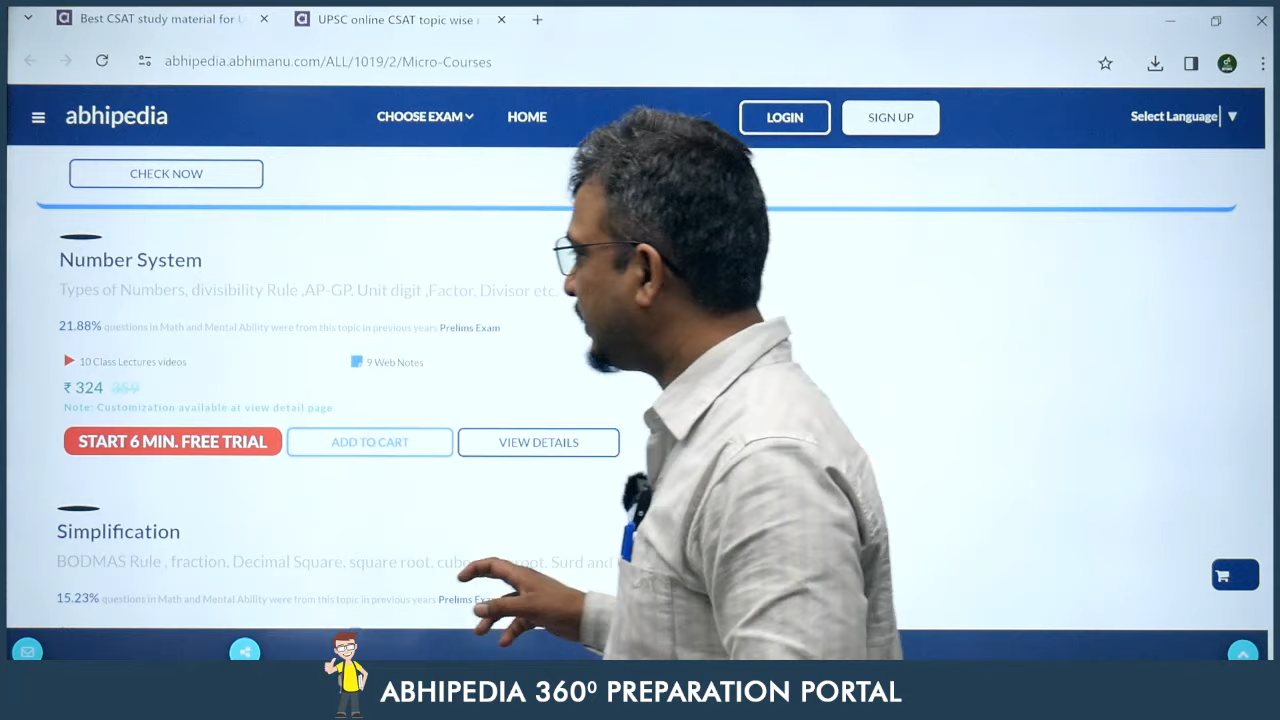 Best CSAT study material for U
UPSC online CSAT topic wise
abhipedia.abhimanu.com/ALL/1019/2/Micro-Courses
abhipedia
CHOOSE EXAM
HOME
LOGIN
SIGN UP
Select Language
CHECK NOW
Number System
Types of Numbers, divisibility Rule ,AP-GP, Unit digit ,Factor, Divisor etc.
21.88% questions in Math and Mental Ability were from this topic in previous years Prelims Exam
10 Class Lectures videos
9 Web Notes
₹ 324 359
Note: Customization available at view detail page
START 6 MIN. FREE TRIAL
ADD TO CART
VIEW DETAILS
Simplification
BODMAS Rule , fraction, Decimal Square, square root, cube root, Surd and
15.23% questions in Math and Mental Ability were from this topic in previous years Prelims
ABHIPEDIA 360⁰ PREPARATION PORTAL